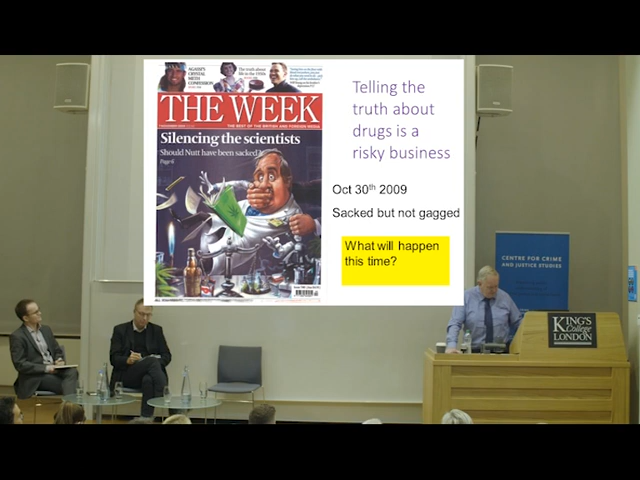 THE WEEK
THE BEST OF THE BRITISH AND FOREIGN MEDIA
Silencing the scientists
Should Nutt have been sacked?
Page 6
Telling the
truth about
drugs is a
risky business
Oct 30th 2009
Sacked but not gagged
What will happen
this time?
CENTRE FOR CRIME
AND JUSTICE STUDIES
KING'S
College
LONDON